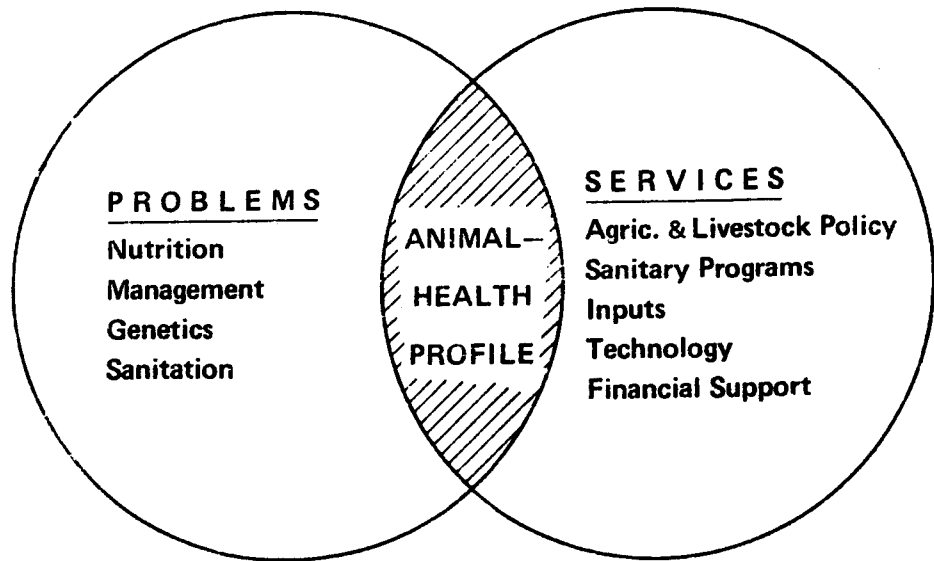 PROBLEMS
Nutrition
Management
Genetics
Sanitation
ANIMAL—
HEALTH
PROFILE
SERVICES
Agric. & Livestock Policy
Sanitary Programs
Inputs
Technology
Financial Support